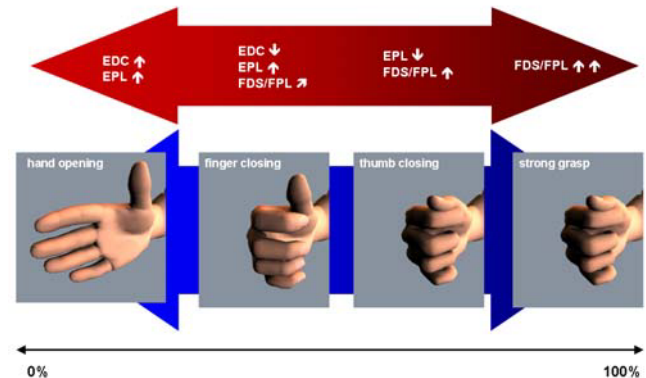 EDC ↑
EPL ↑
EDC ↓
EPL ↑
FDS/FPL ↗
EPL ↓
FDS/FPL ↑
FDS/FPL ↑ ↑
hand opening
finger closing
thumb closing
strong grasp
0%
100%